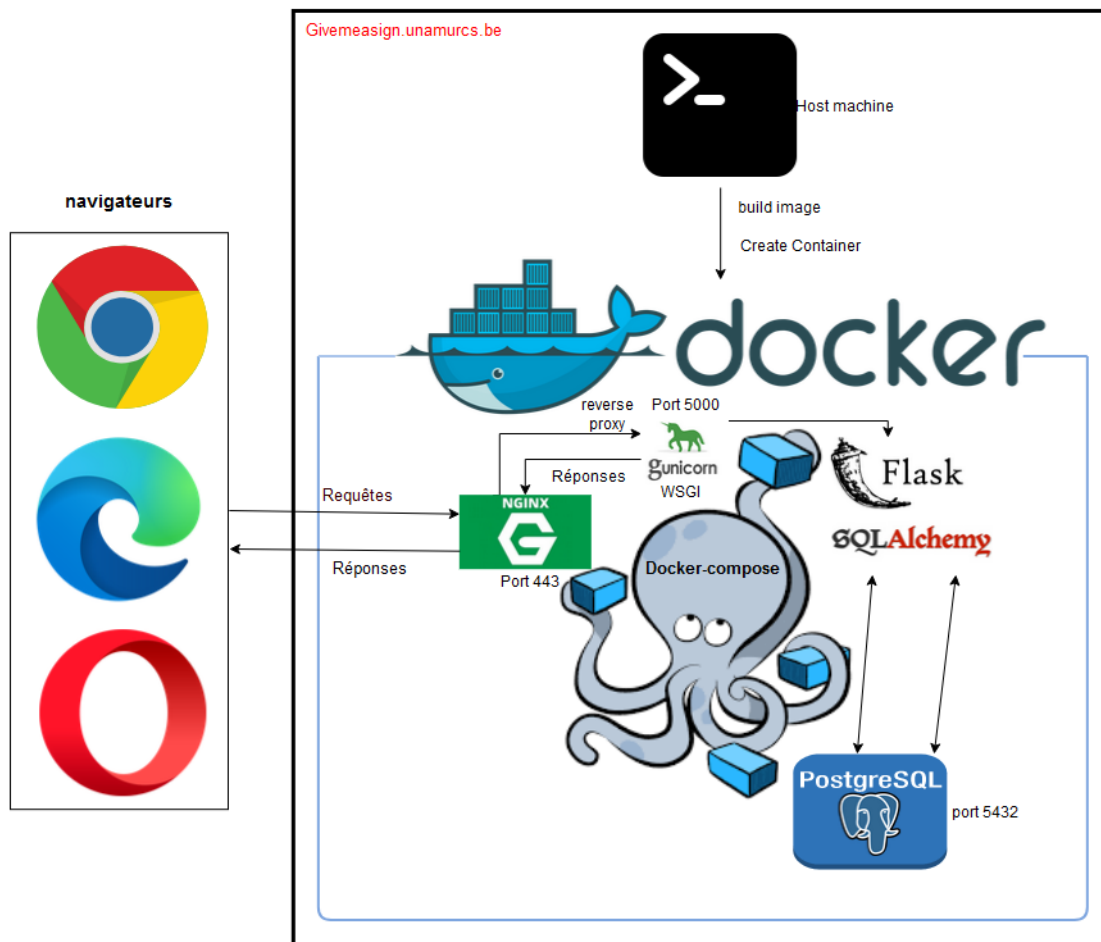 Givemeasign.unamurcs.be
Host machine
navigateurs
build image
Create Container
docker
reverse
proxy
Port 5000
gunicorn
WSGI
Flask
SQLAlchemy
Réponses
Requêtes
NGINX
G
Réponses
Port 443
Docker-compose
PostgreSQL
port 5432